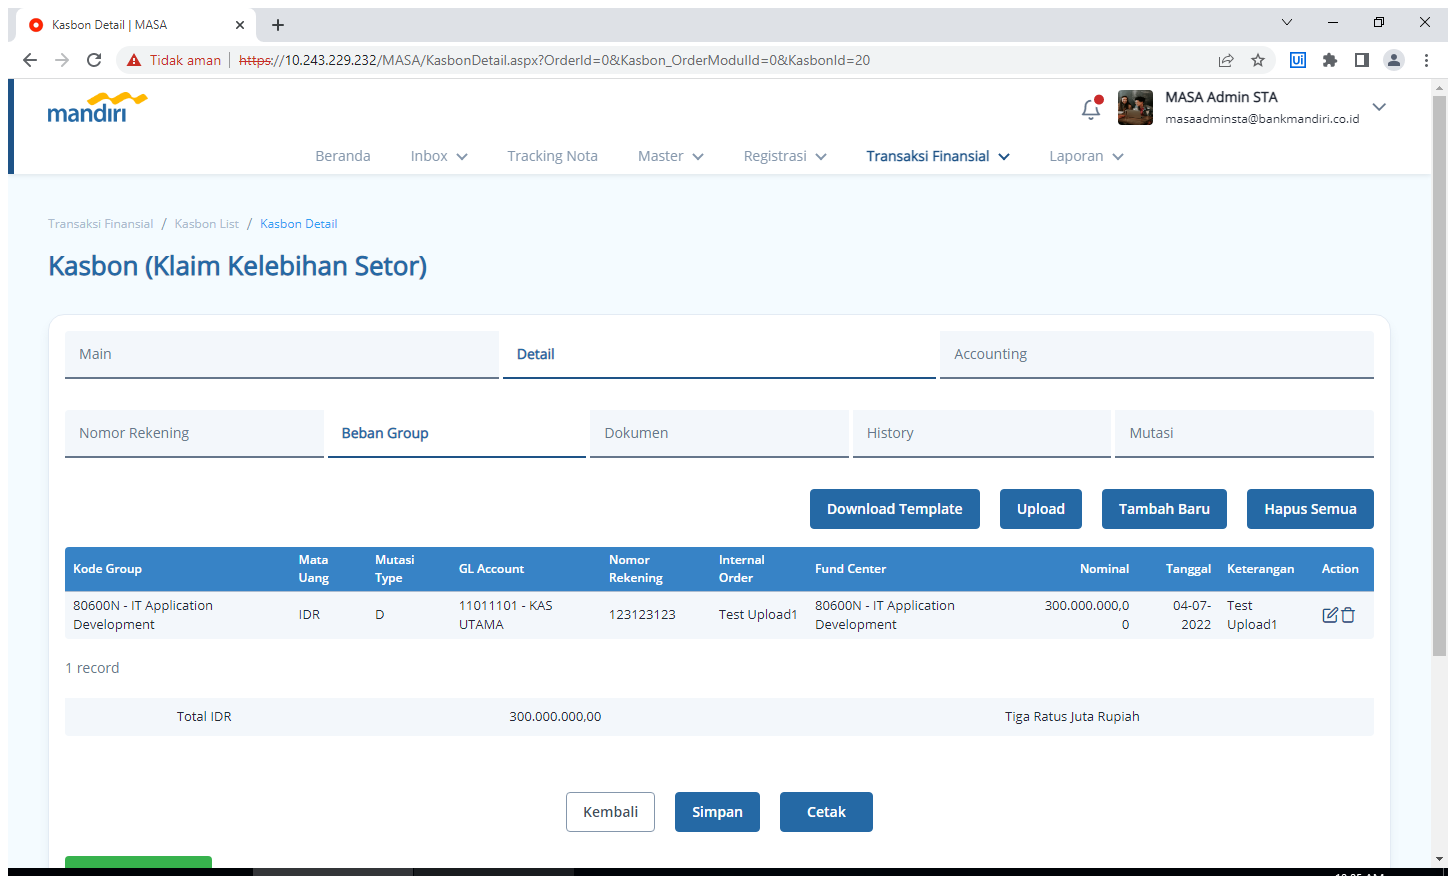 Kasbon Detail | MASA
Tidak aman
https://10.243.229.232/MASA/KasbonDetail.aspx?OrderId=0&Kasbon_OrderModulId=0&KasbonId=20
Ui
mandiri
MASA Admin STA
masaadminsta@bankmandiri.co.id
Beranda
Inbox
Tracking Nota
Master
Registrasi
Transaksi Finansial
Laporan
Transaksi Finansial / Kasbon List / Kasbon Detail
Kasbon (Klaim Kelebihan Setor)
Main
Detail
Accounting
Nomor Rekening
Beban Group
Dokumen
History
Mutasi
Download Template
Upload
Tambah Baru
Hapus Semua
Kode Group
Mata
Uang
Mutasi
Type
GL Account
Nomor
Rekening
Internal
Order
Fund Center
Nominal
Tanggal
Keterangan
Action
80600N - IT Application
Development
IDR
D
11011101 - KAS
UTAMA
123123123
Test Upload1
80600N - IT Application
Development
300.000.000,0
0
04-07-
2022
Test
Upload1
1 record
Total IDR
300.000.000,00
Tiga Ratus Juta Rupiah
Kembali
Simpan
Cetak